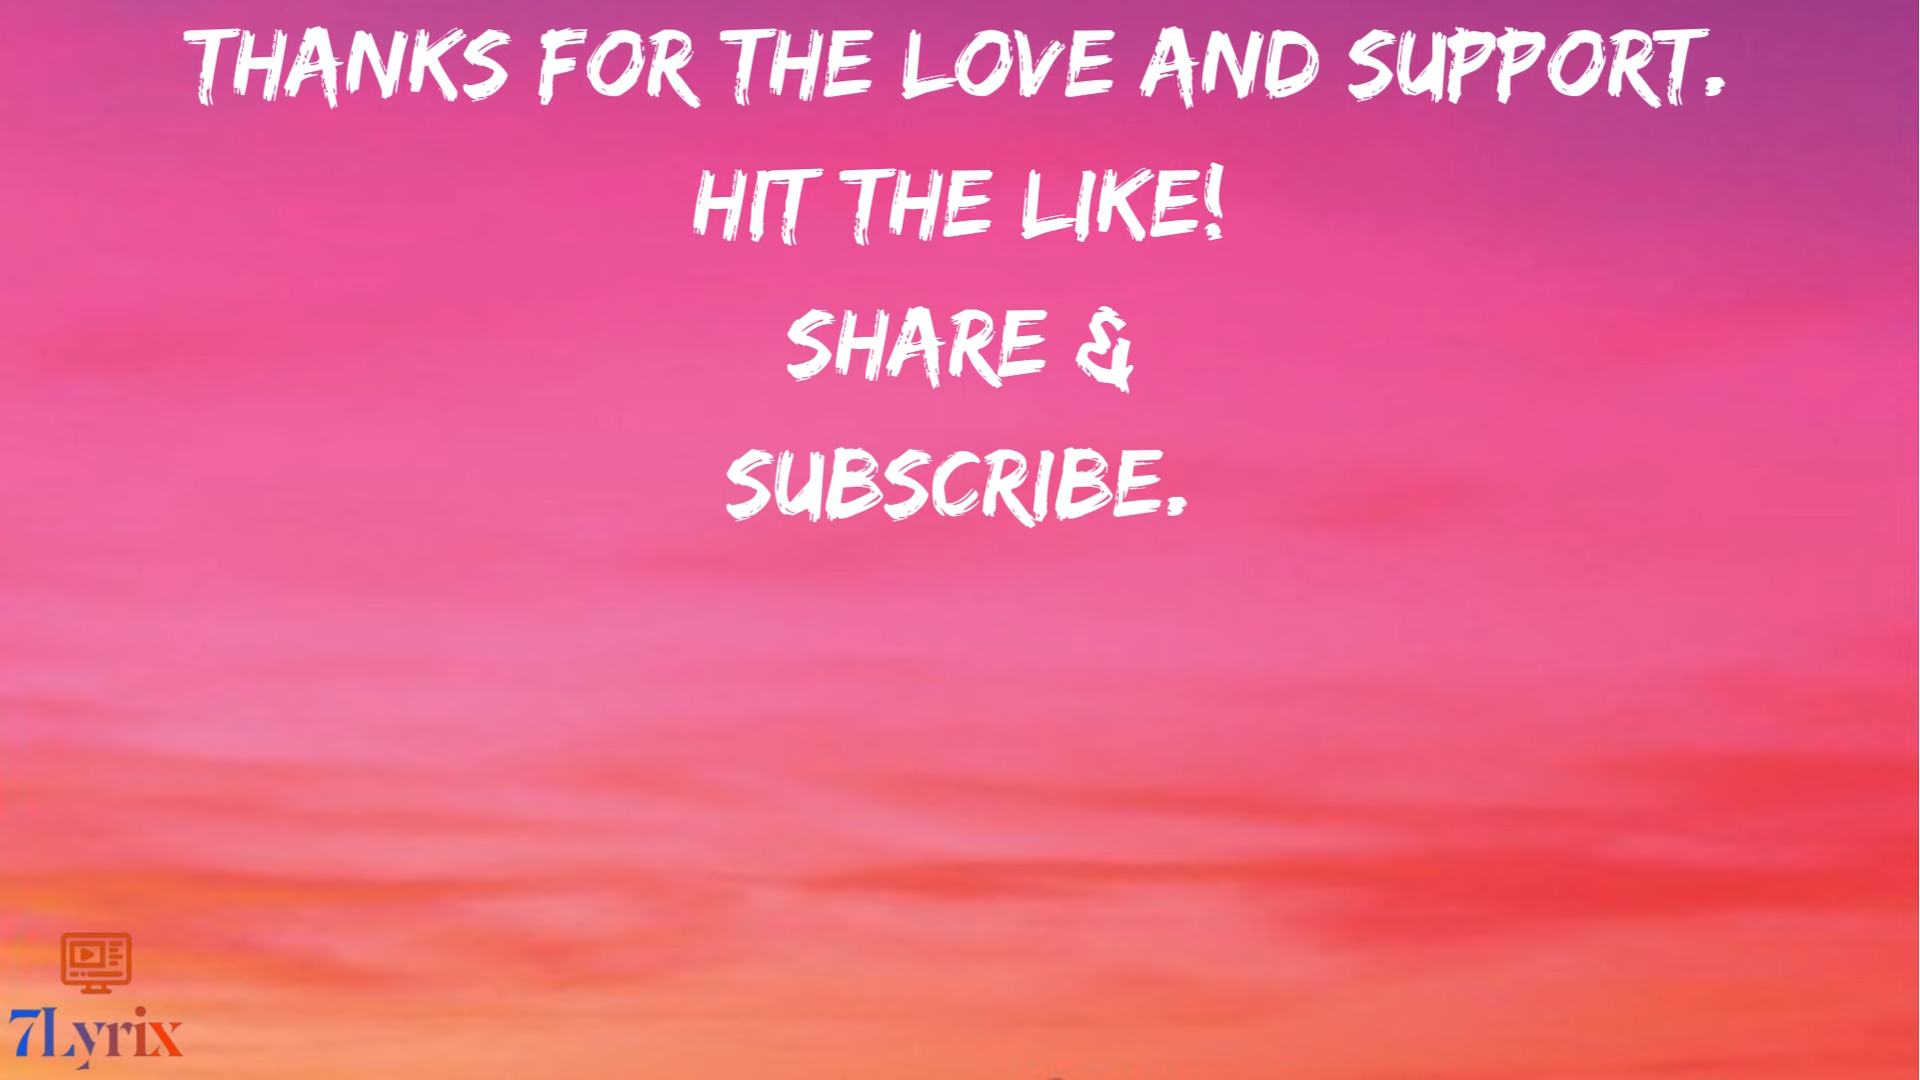 THANKS FOR THE LOVE AND SUPPORT.
HIT THE LIKE!
SHARE &
SUBSCRIBE.
7Lyrix